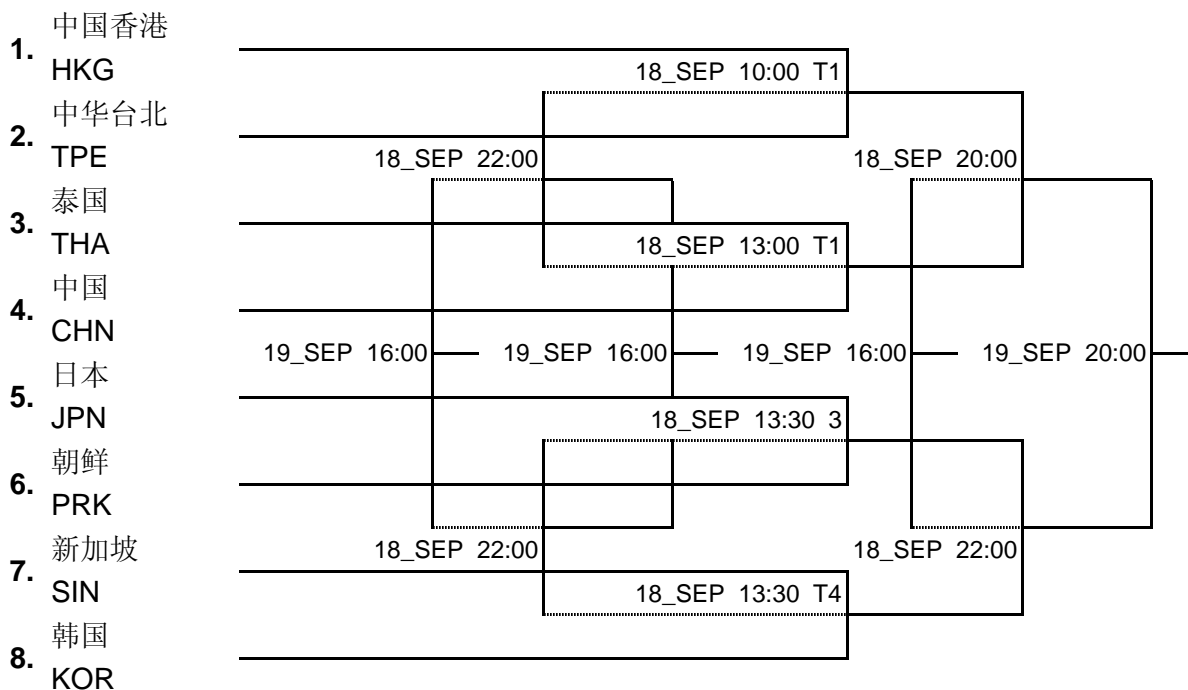 中国香港
1.
HKG
18_SEP 10:00 T1
中华台北
2.
TPE
18_SEP 22:00
18_SEP 20:00
泰国
3.
THA
18_SEP 13:00 T1
中国
4.
CHN
19_SEP 16:00
19_SEP 16:00
19_SEP 16:00
19_SEP 20:00
日本
5.
JPN
18_SEP 13:30 3
朝鲜
6.
PRK
新加坡
18_SEP 22:00
18_SEP 22:00
7.
SIN
18_SEP 13:30 T4
韩国
8.
KOR